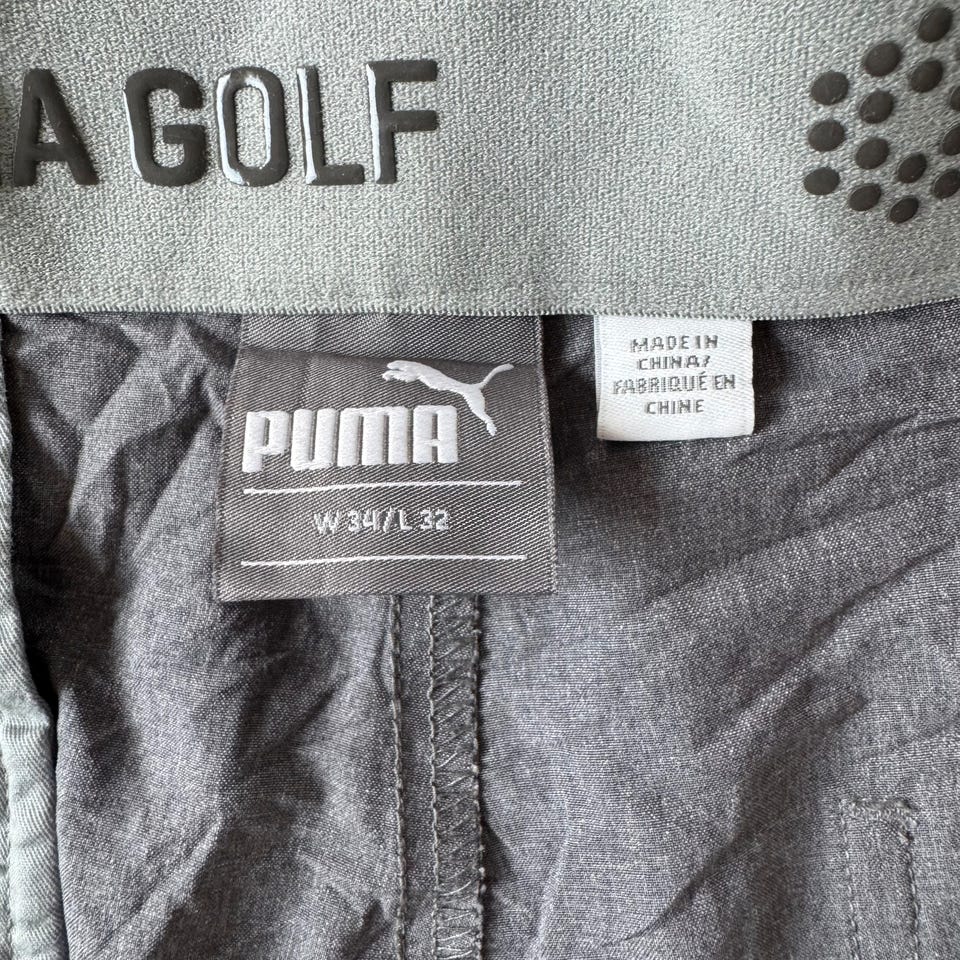 A GOLF
PUMA
W 34/L 32
MADE IN
CHINA/
FABRIQUÉ EN
CHINE